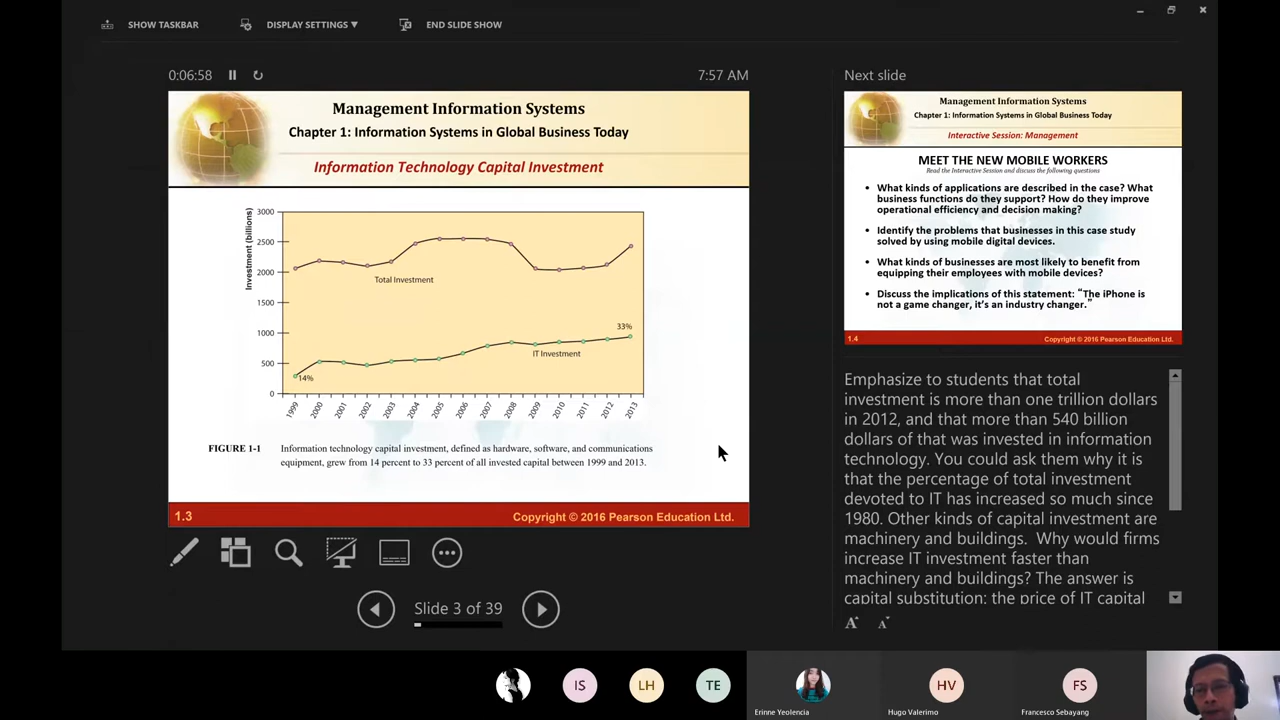 SHOW TASKBAR
DISPLAY SETTINGS ▼
END SLIDE SHOW
0:06:58
7:57 AM
Management Information Systems
Chapter 1: Information Systems in Global Business Today
Information Technology Capital Investment
Investment (billions)
3000
2500
2000
1500
1000
500
0
Total Investment
33%
IT Investment
14%
1999
2000
2001
2002
2003
2004
2005
2006
2007
2008
2009
2010
2011
2012
2013
FIGURE 1-1
Information technology capital investment, defined as hardware, software, and communications
equipment, grew from 14 percent to 33 percent of all invested capital between 1999 and 2013.
1.3
Copyright © 2016 Pearson Education Ltd.
Slide 3 of 39
Next slide
Management Information Systems
Chapter 1: Information Systems in Global Business Today
Interactive Session: Management
MEET THE NEW MOBILE WORKERS
Read the Interactive Session and discuss the following questions
• What kinds of applications are described in the case? What
business functions do they support? How do they improve
operational efficiency and decision making?
• Identify the problems that businesses in this case study
solved by using mobile digital devices.
• What kinds of businesses are most likely to benefit from
equipping their employees with mobile devices?
• Discuss the implications of this statement: “The iPhone is
not a game changer, it’s an industry changer.”
1.4
Copyright © 2016 Pearson Education Ltd.
Emphasize to students that total
investment is more than one trillion dollars
in 2012, and that more than 540 billion
dollars of that was invested in information
technology. You could ask them why it is
that the percentage of total investment
devoted to IT has increased so much since
1980. Other kinds of capital investment are
machinery and buildings.  Why would firms
increase IT investment faster than
machinery and buildings? The answer is
capital substitution: the price of IT capital
A
A
IS
LH
TE
HV
FS
Erinne Yeolencia
Hugo Valerimo
Francesco Sebayang